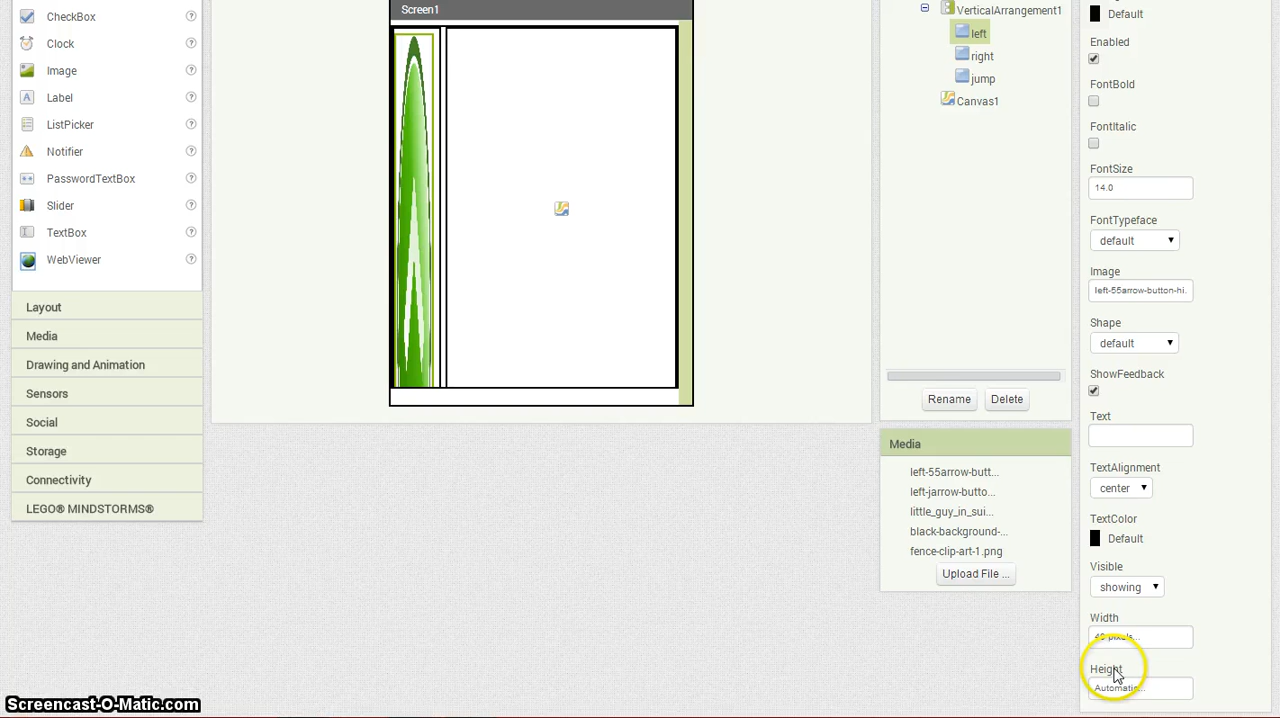 CheckBox
Clock
Image
Label
ListPicker
Notifier
PasswordTextBox
Slider
TextBox
WebViewer
Layout
Media
Drawing and Animation
Sensors
Social
Storage
Connectivity
LEGO® MINDSTORMS®
Screen1
VerticalArrangement1
left
right
jump
Canvas1
Rename
Delete
Media
left-55arrow-butt...
left-jarrow-butto...
little_guy_in_sui...
black-background-...
fence-clip-art-1.png
Upload File ...
Default
Enabled
FontBold
FontItalic
FontSize
14.0
FontTypeface
default
Image
left-55arrow-button-hi.
Shape
default
ShowFeedback
Text
TextAlignment
center
TextColor
Default
Visible
showing
Width
pixels...
Height
Automatic...
Screencast-O-Matic.com